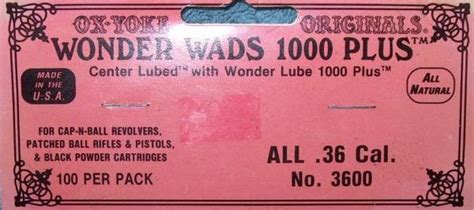 OX-YOKE ORIGINALS
WONDER WADS 1000 PLUS™
Center Lubed™ with Wonder Lube 1000 Plus™
MADE
IN THE
U.S.A.
ALL
NATURAL
FOR CAP-N-BALL REVOLVERS,
PATCHED BALL RIFLES & PISTOLS,
& BLACK POWDER CARTRIDGES
100 PER PACK
ALL .36 Cal.
No. 3600